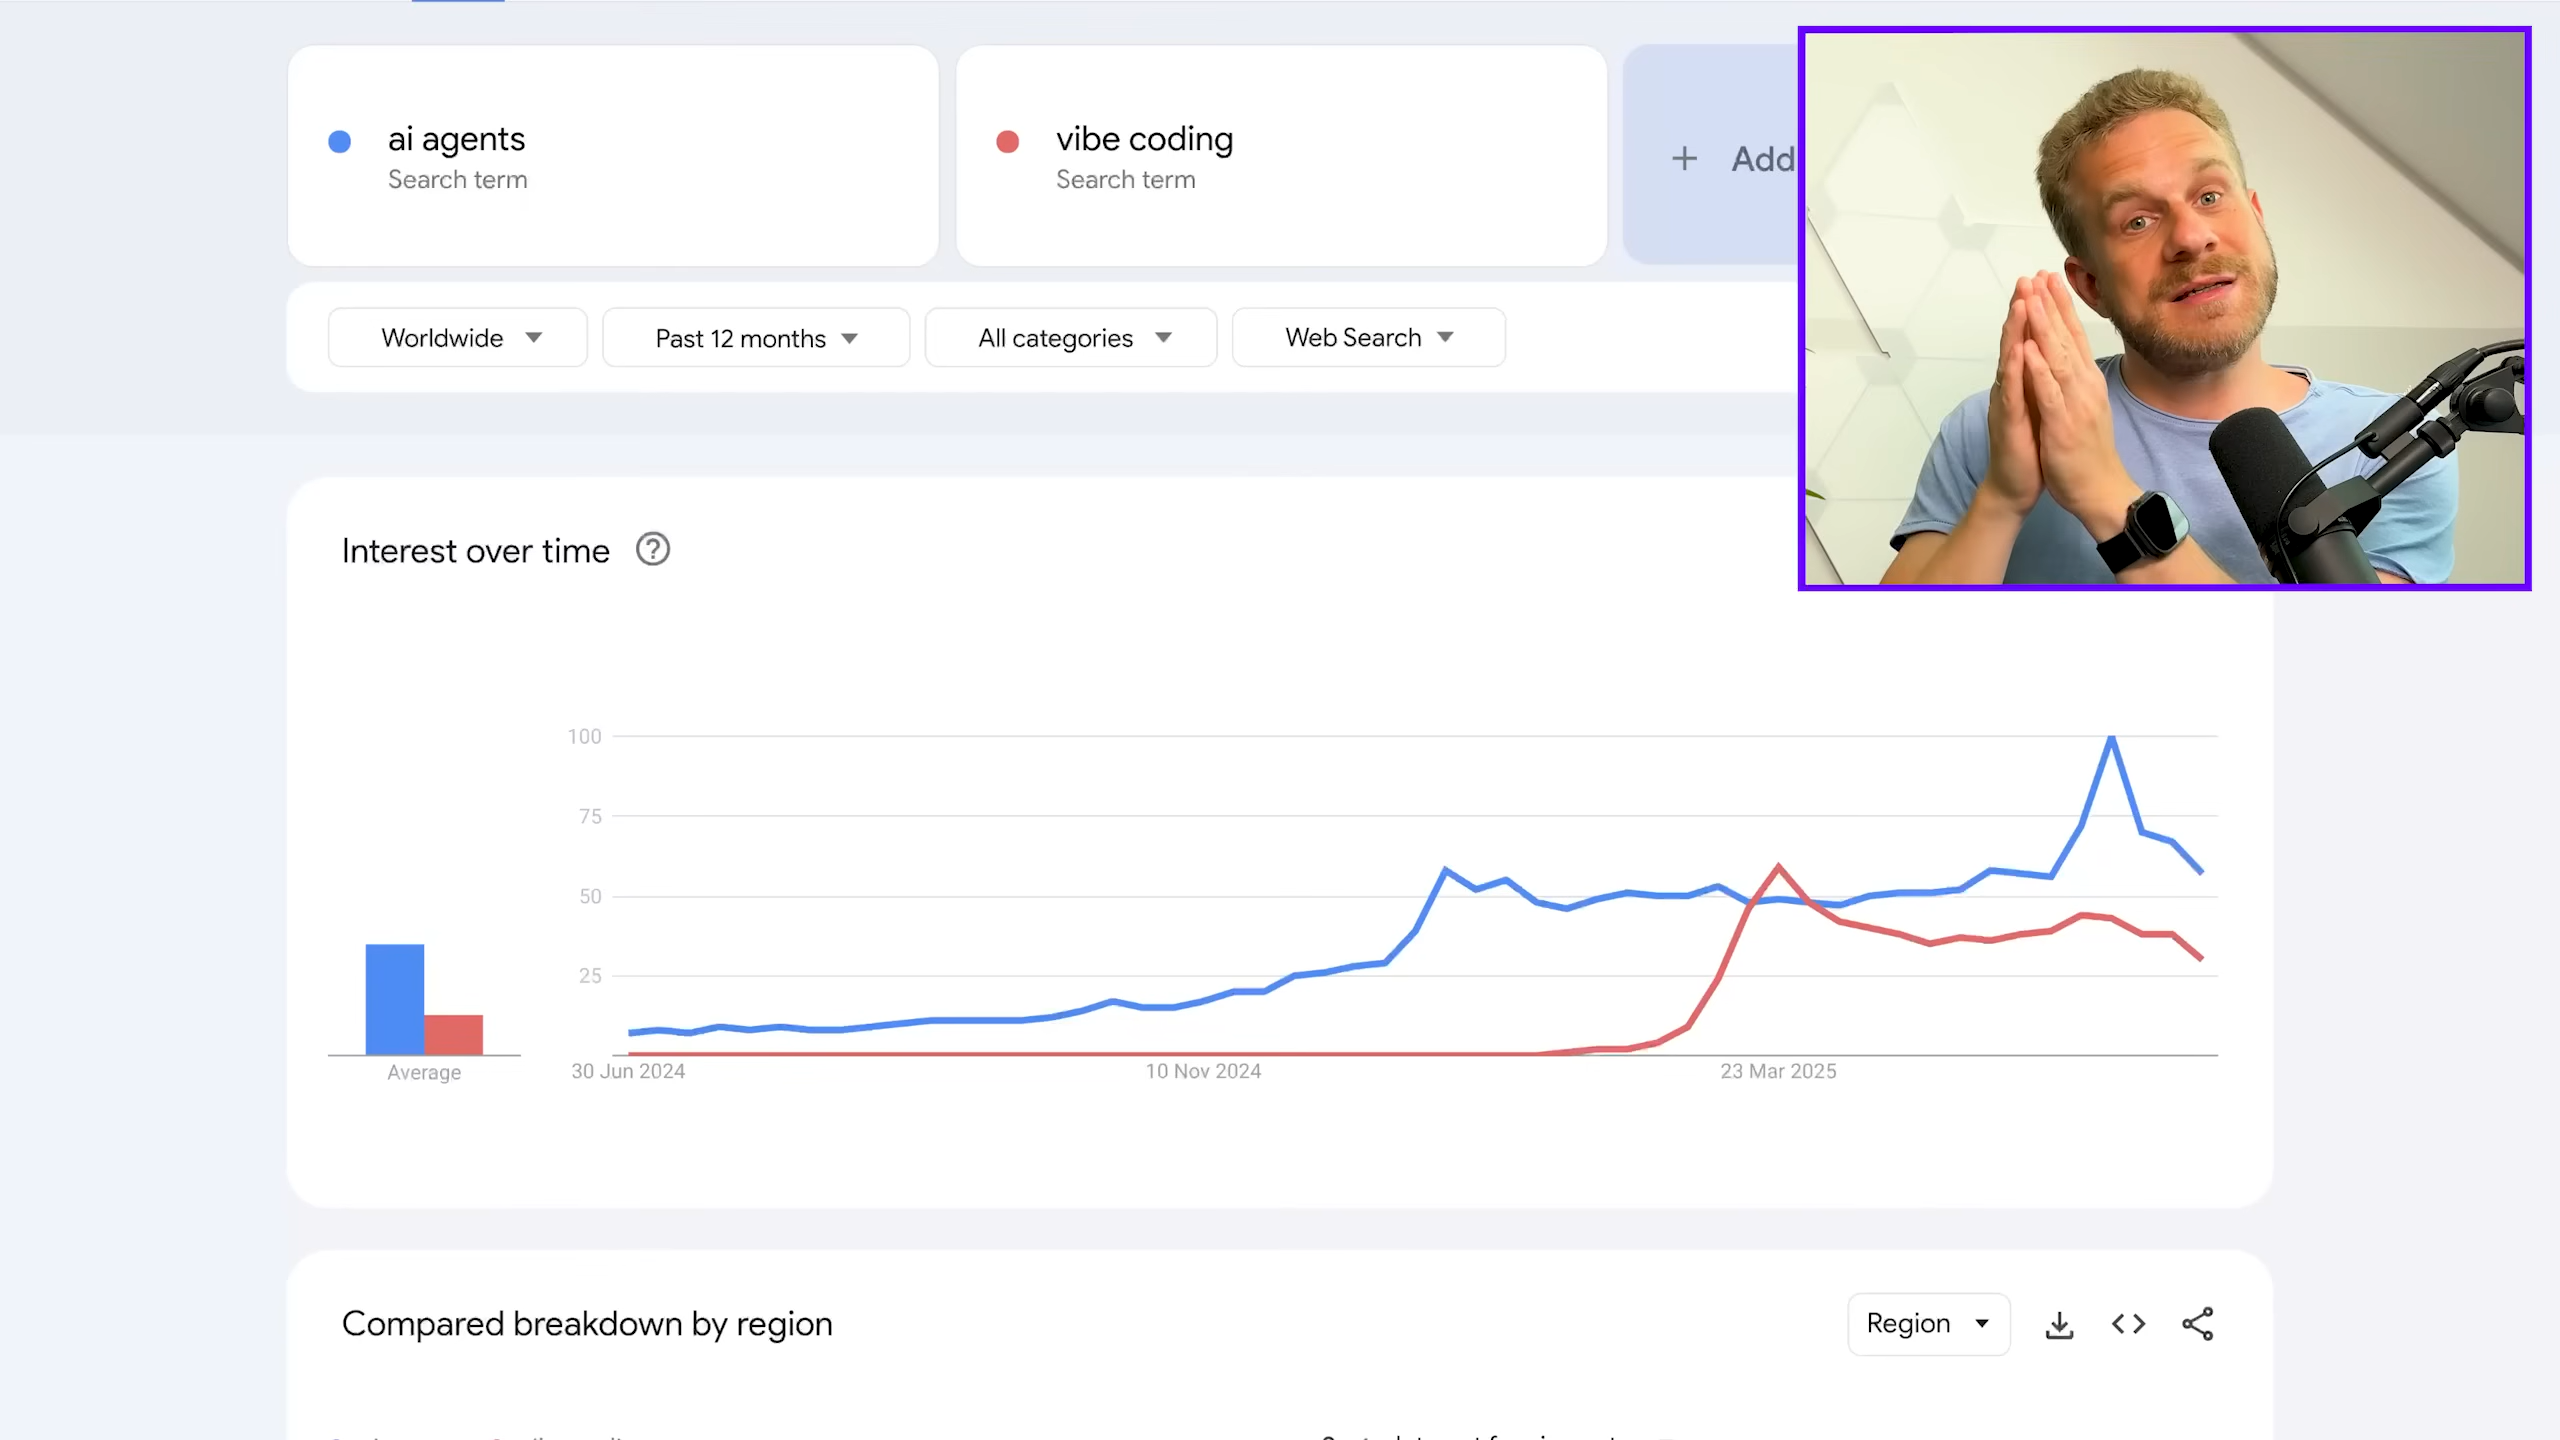 ai agents
Search term
vibe coding
Search term
+ Add
Worldwide
Past 12 months
All categories
Web Search
Interest over time
100
75
50
25
Average
30 Jun 2024
10 Nov 2024
23 Mar 2025
Compared breakdown by region
Region